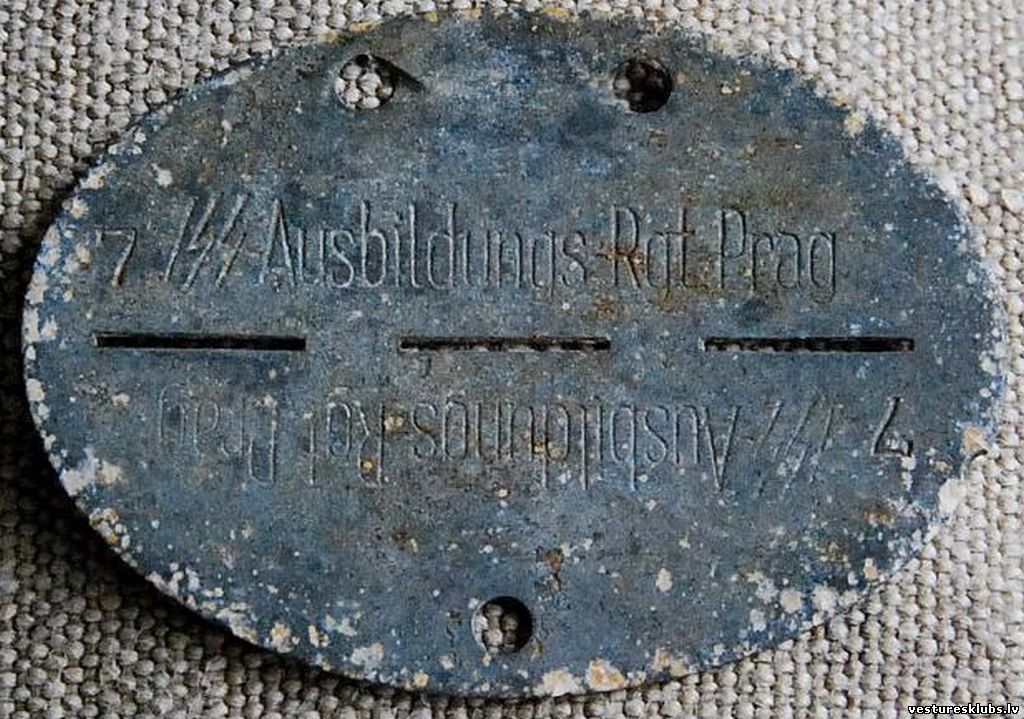 7 /ᛋᛋ Ausbildungs-Rgt Prag
7 /ᛋᛋ Ausbildungs-Rgt Prag
vesturesklubs.lv